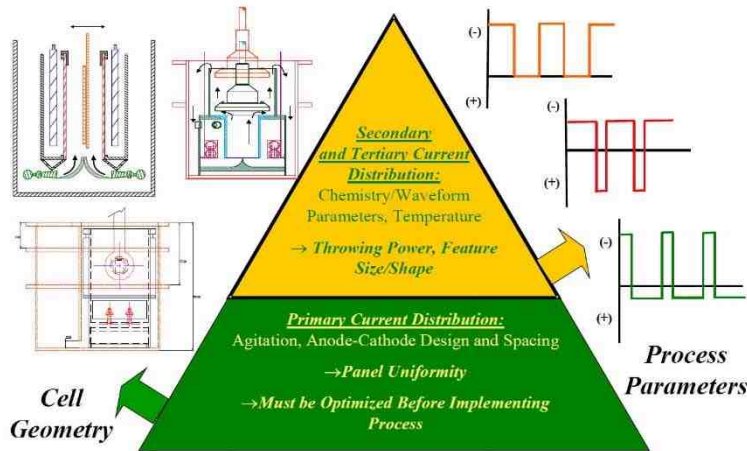 (-)
(+)
(-)
(+)
(-)
(+)
Secondary
and Tertiary Current
Distribution:
Chemistry/Waveform
Parameters, Temperature
→ Throwing Power, Feature
Size/Shape
Primary Current Distribution:
Agitation, Anode-Cathode Design and Spacing
→Panel Uniformity
→Must be Optimized Before Implementing
Process
Cell
Geometry
Process
Parameters